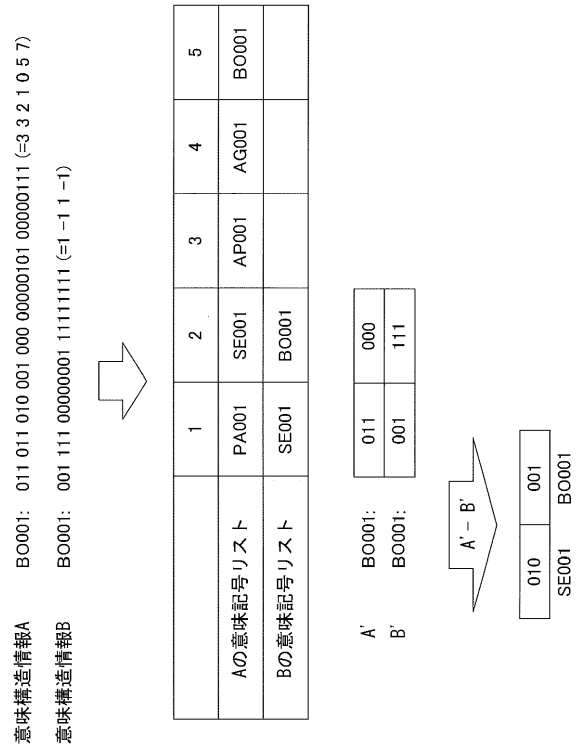 意味構造情報A BO001: 011 011 010 001 000 00000101 00000111 (=3 3 2 1 0 5 7)
意味構造情報B BO001: 001 111 00000001 11111111 (=1 -1 1 -1)
1 2 3 4 5
Aの意味記号リスト PA001 SE001 AP001 AG001 BO001
Bの意味記号リスト SE001 BO001
A' BO001: 011 000
B' BO001: 001 111
A' - B'
010 001
SE001 BO001